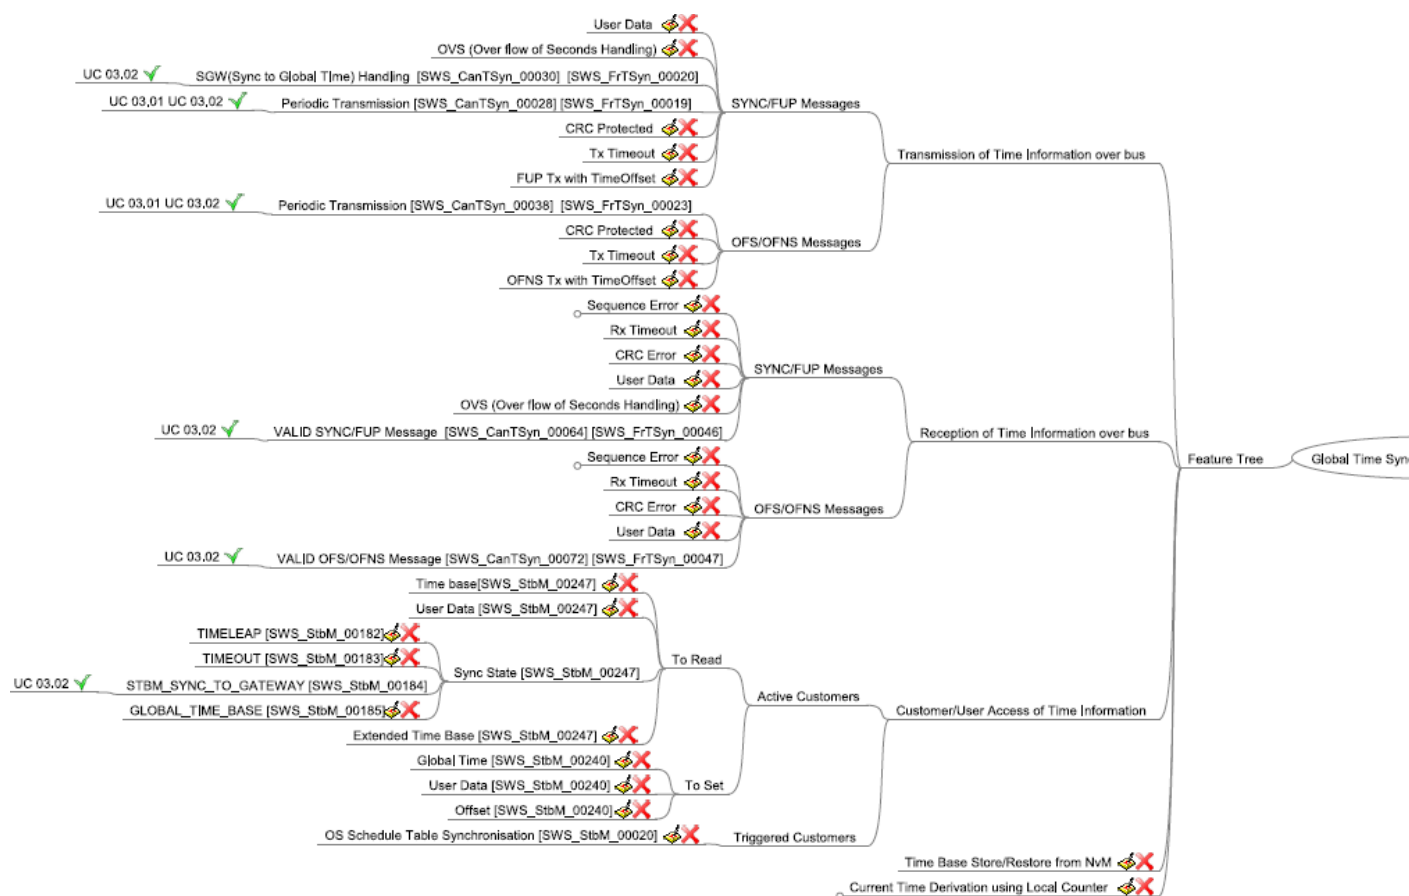 User Data
OVS (Over flow of Seconds Handling)
UC 03.02 SGW(Sync to Global Time) Handling [SWS_CanTSyn_00030] [SWS_FrTSyn_00020]
UC 03.01 UC 03.02 Periodic Transmission [SWS_CanTSyn_00028] [SWS_FrTSyn_00019]
SYNC/FUP Messages
CRC Protected
Tx Timeout
Transmission of Time Information over bus
FUP Tx with TimeOffset
UC 03.01 UC 03.02 Periodic Transmission [SWS_CanTSyn_00038] [SWS_FrTSyn_00023]
CRC Protected
OFS/OFNS Messages
Tx Timeout
OFNS Tx with TimeOffset
Sequence Error
Rx Timeout
CRC Error
SYNC/FUP Messages
User Data
OVS (Over flow of Seconds Handling)
UC 03.02 VALID SYNC/FUP Message [SWS_CanTSyn_00064] [SWS_FrTSyn_00046]
Reception of Time Information over bus
Sequence Error
Feature Tree
Global Time Syn
Rx Timeout
CRC Error
OFS/OFNS Messages
User Data
UC 03.02 VALID OFS/OFNS Message [SWS_CanTSyn_00072] [SWS_FrTSyn_00047]
Time base[SWS_StbM_00247]
User Data [SWS_StbM_00247]
TIMELEAP [SWS_StbM_00182]
TIMEOUT [SWS_StbM_00183]
To Read
Sync State [SWS_StbM_00247]
UC 03.02 STBM_SYNC_TO_GATEWAY [SWS_StbM_00184]
Active Customers
GLOBAL_TIME_BASE [SWS_StbM_00185]
Customer/User Access of Time Information
Extended Time Base [SWS_StbM_00247]
Global Time [SWS_StbM_00240]
User Data [SWS_StbM_00240]
To Set
Offset [SWS_StbM_00240]
OS Schedule Table Synchronisation [SWS_StbM_00020]
Triggered Customers
Time Base Store/Restore from NvM
Current Time Derivation using Local Counter